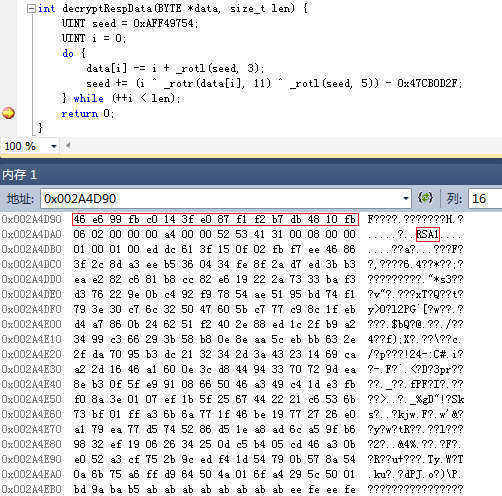 int decryptRespData(BYTE *data, size_t len) {
UINT seed = 0xAFF49754;
UINT i = 0;
do {
data[i] -= i + _rotl(seed, 3);
seed += (i ^ _rotr(data[i], 11) ^ _rotl(seed, 5)) - 0x47CB0D2F;
} while (++i < len);
return 0;
}
100 %
内存 1
地址: 0x002A4D90 列: 16
0x002A4D90 46 e6 99 fb c0 14 3f e0 87 f1 f2 b7 db 48 10 fb F????.???????H.?
0x002A4DA0 06 02 00 00 00 a4 00 00 52 53 41 31 00 08 00 00 .....?..RSA1....
0x002A4DB0 01 00 01 00 ed dc 61 3f 15 0f 02 fb f7 ee 46 86 ....??a?...???F?
0x002A4DC0 3f 2c 8d a3 ee b5 36 04 34 fe 8f 2a d7 ed 3b b3 ?,????6.4??*??;?
0x002A4DD0 ea e2 82 c6 81 b8 cc 82 e6 19 22 2a 73 33 ba f3 ?????????."*s3??
0x002A4DE0 d3 76 22 9e 0b c4 92 f9 78 54 ae 51 95 bd 74 f1 ?v"?.???xT?Q??t?
0x002A4DF0 79 3e 30 c7 6c 32 50 47 60 5b c7 77 c9 8c 1f eb y>0?l2PG`[?w??.?
0x002A4E00 d4 a7 86 0b 24 62 51 f2 40 2e 88 ed 1c 2f b9 a2 ???.$bQ?@.??./??
0x002A4E10 34 99 c3 66 29 3b 58 b8 0e 8e aa 5c eb bb 63 2e 4??f);X?.??\??c.
0x002A4E20 2f da 70 95 b3 dc 21 32 34 2d 3a 43 23 14 69 ca /?p???!24-:C#.i?
0x002A4E30 a2 2d 16 46 a1 60 0e 3c d8 44 94 33 70 72 9d ea ?-.F?`.<?D?3pr??
0x002A4E40 8e b3 0f 5f e9 91 08 66 50 46 a3 49 c4 1d e3 fb ??._??.fPF?I?.??
0x002A4E50 f0 8a 3e 01 07 ef 1b 5f 25 67 44 22 21 c6 53 6b ??>..?._%gD"!?Sk
0x002A4E60 73 bf 01 ff a3 6b 6a 77 1f 46 be 19 77 27 26 e0 s?..?kjw.F?.w'&?
0x002A4E70 a1 79 ea 77 d5 74 52 86 d5 1e a8 ad 6c a5 9f b6 ?y?w?tR??.??l???
0x002A4E80 98 32 ef 19 06 26 34 25 0d c5 b4 05 cd 46 a3 0b ?2?..&4%.??.?F?.
0x002A4E90 e0 52 a3 cf 75 2b 9c ed f4 1d 54 79 0b 57 8a 54 ?R??u+???.Ty.W?T
0x002A4EA0 0a 6b 75 a6 ff d9 64 50 4a 01 6f a4 29 5c 50 01 .ku?.?dPJ.o?)\P.
0x002A4EB0 bd 9a ba b5 ab ab ab ab ab ab ab ab ee fe ee fe ????????????????